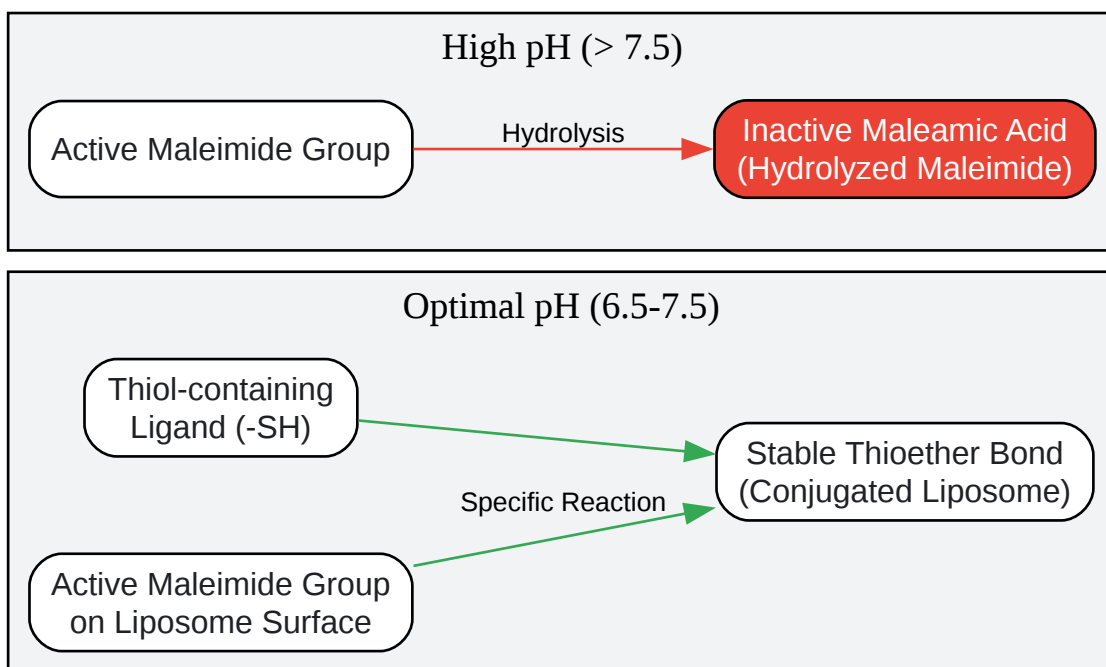 High pH (> 7.5)
Active Maleimide Group
Hydrolysis
Inactive Maleamic Acid
(Hydrolyzed Maleimide)
Optimal pH (6.5-7.5)
Thiol-containing
Ligand (-SH)
Stable Thioether Bond
(Conjugated Liposome)
Specific Reaction
Active Maleimide Group
on Liposome Surface